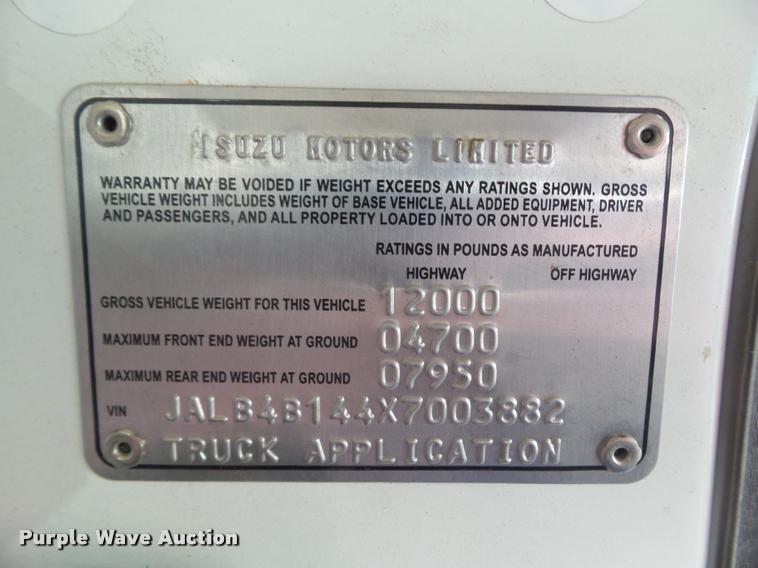 ISUZU MOTORS LIMITED
WARRANTY MAY BE VOIDED IF WEIGHT EXCEEDS ANY RATINGS SHOWN. GROSS
VEHICLE WEIGHT INCLUDES WEIGHT OF BASE VEHICLE, ALL ADDED EQUIPMENT, DRIVER
AND PASSENGERS, AND ALL PROPERTY LOADED INTO OR ONTO VEHICLE.
RATINGS IN POUNDS AS MANUFACTURED
HIGHWAY OFF HIGHWAY
GROSS VEHICLE WEIGHT FOR THIS VEHICLE 12000
MAXIMUM FRONT END WEIGHT AT GROUND 04700
MAXIMUM REAR END WEIGHT AT GROUND 07950
VIN JALB4B144X7003882
TRUCK APPLICATION
Purple Wave Auction